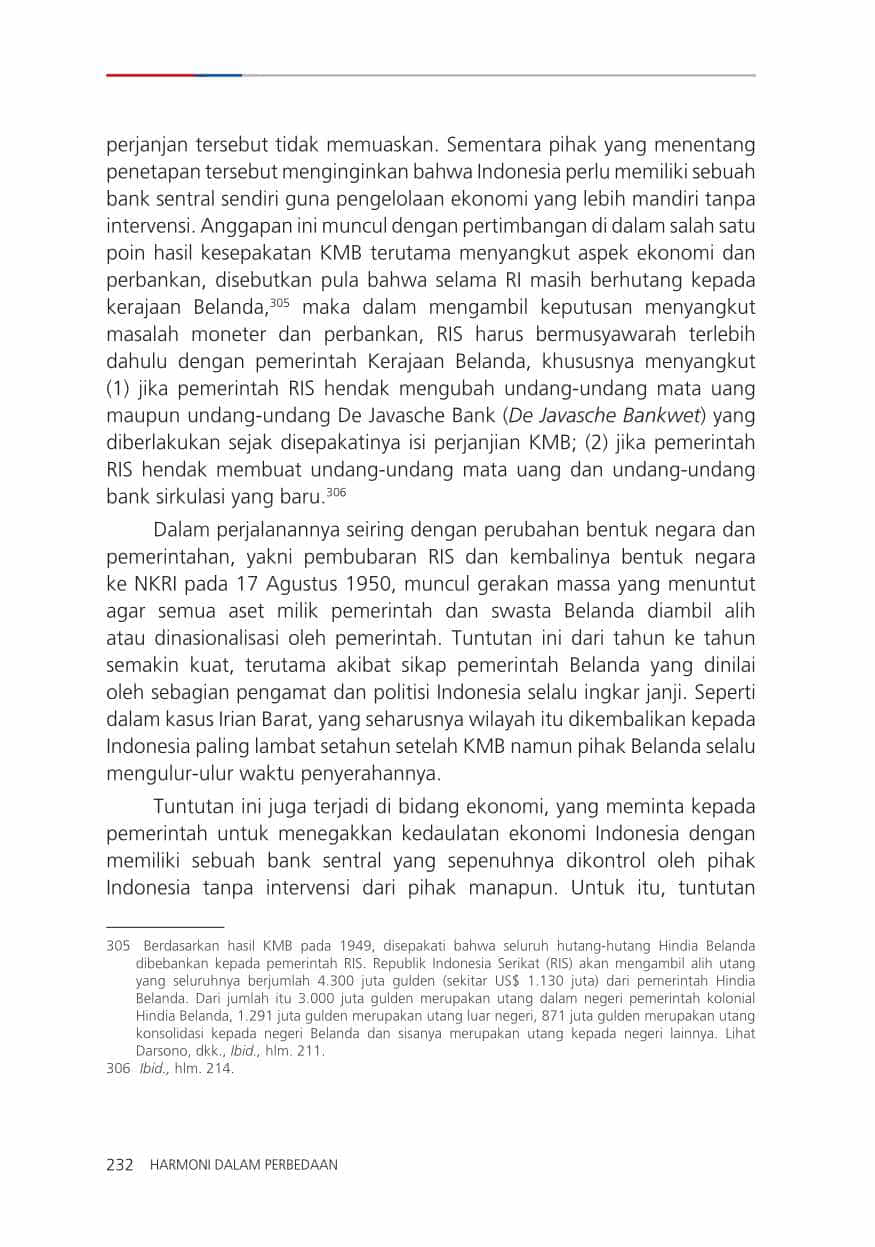 perjanjan tersebut tidak memuaskan. Sementara pihak yang menentang
penetapan tersebut menginginkan bahwa Indonesia perlu memiliki sebuah
bank sentral sendiri guna pengelolaan ekonomi yang lebih mandiri tanpa
intervensi. Anggapan ini muncul dengan pertimbangan di dalam salah satu
poin hasil kesepakatan KMB terutama menyangkut aspek ekonomi dan
perbankan, disebutkan pula bahwa selama RI masih berhutang kepada
kerajaan Belanda,305 maka dalam mengambil keputusan menyangkut
masalah moneter dan perbankan, RIS harus bermusyawarah terlebih
dahulu dengan pemerintah Kerajaan Belanda, khususnya menyangkut
(1) jika pemerintah RIS hendak mengubah undang-undang mata uang
maupun undang-undang De Javasche Bank (De Javasche Bankwet) yang
diberlakukan sejak disepakatinya isi perjanjian KMB; (2) jika pemerintah
RIS hendak membuat undang-undang mata uang dan undang-undang
bank sirkulasi yang baru.306
Dalam perjalanannya seiring dengan perubahan bentuk negara dan
pemerintahan, yakni pembubaran RIS dan kembalinya bentuk negara
ke NKRI pada 17 Agustus 1950, muncul gerakan massa yang menuntut
agar semua aset milik pemerintah dan swasta Belanda diambil alih
atau dinasionalisasi oleh pemerintah. Tuntutan ini dari tahun ke tahun
semakin kuat, terutama akibat sikap pemerintah Belanda yang dinilai
oleh sebagian pengamat dan politisi Indonesia selalu ingkar janji. Seperti
dalam kasus Irian Barat, yang seharusnya wilayah itu dikembalikan kepada
Indonesia paling lambat setahun setelah KMB namun pihak Belanda selalu
mengulur-ulur waktu penyerahannya.
Tuntutan ini juga terjadi di bidang ekonomi, yang meminta kepada
pemerintah untuk menegakkan kedaulatan ekonomi Indonesia dengan
memiliki sebuah bank sentral yang sepenuhnya dikontrol oleh pihak
Indonesia tanpa intervensi dari pihak manapun. Untuk itu, tuntutan
305 Berdasarkan hasil KMB pada 1949, disepakati bahwa seluruh hutang-hutang Hindia Belanda
dibebankan kepada pemerintah RIS. Republik Indonesia Serikat (RIS) akan mengambil alih utang
yang seluruhnya berjumlah 4.300 juta gulden (sekitar US$ 1.130 juta) dari pemerintah Hindia
Belanda. Dari jumlah itu 3.000 juta gulden merupakan utang dalam negeri pemerintah kolonial
Hindia Belanda, 1.291 juta gulden merupakan utang luar negeri, 871 juta gulden merupakan utang
konsolidasi kepada negeri Belanda dan sisanya merupakan utang kepada negeri lainnya. Lihat
Darsono, dkk., Ibid., hlm. 211.
306 Ibid., hlm. 214.
232 HARMONI DALAM PERBEDAAN